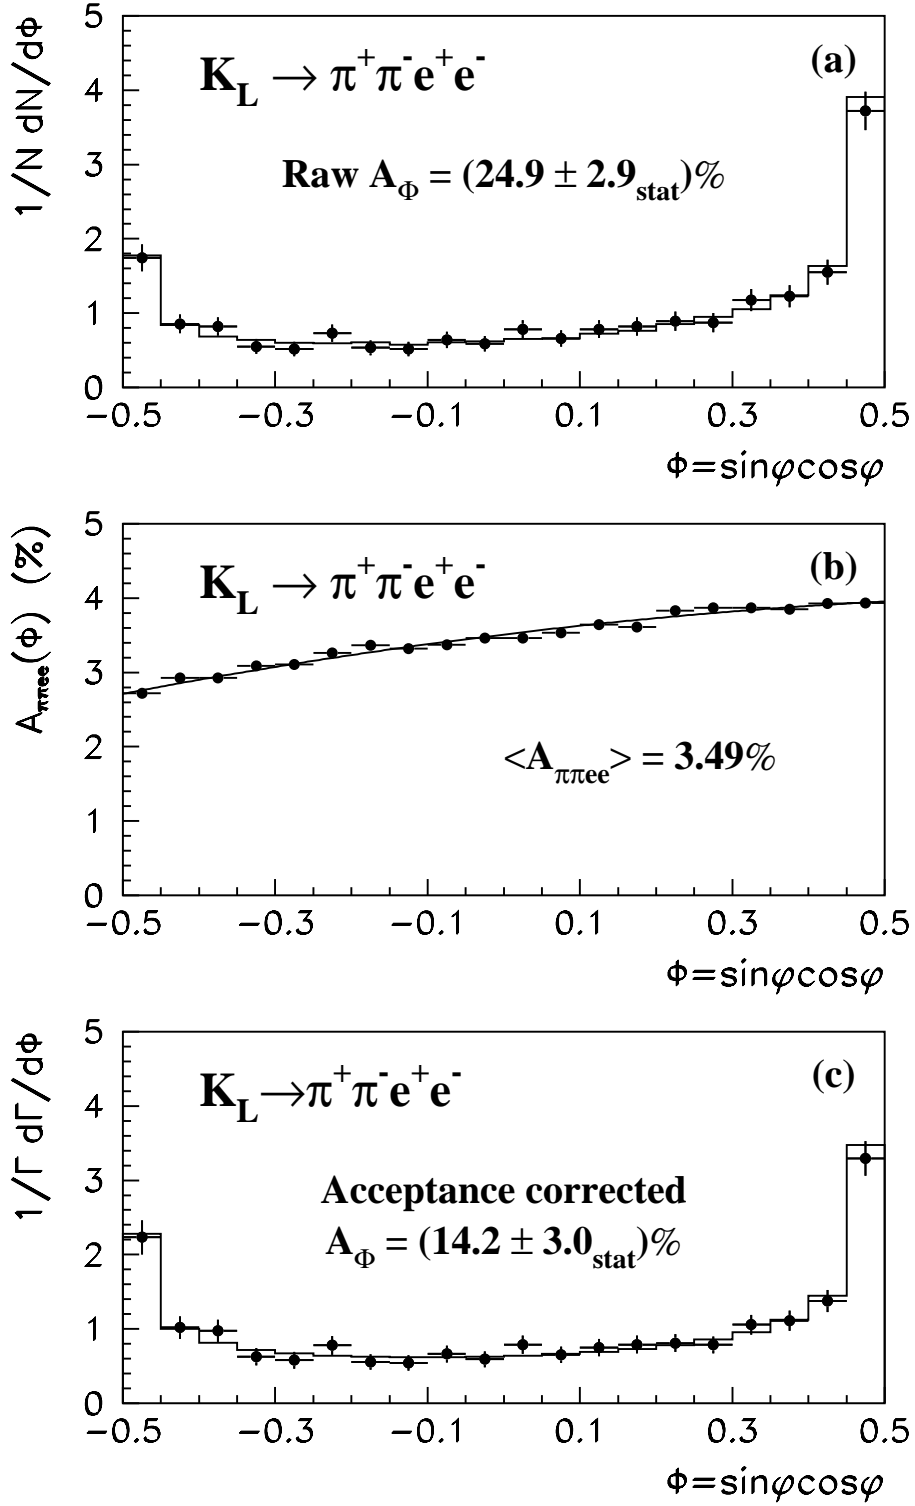 1/N dN/dΦ
5
4
3
2
1
0
K_L → π⁺π⁻e⁺e⁻
(a)
Raw A_Φ = (24.9 ± 2.9_stat)%
−0.5 −0.3 −0.1 0.1 0.3 0.5
Φ=sinφcosφ
A_ππee(Φ) (%)
5
4
3
2
1
0
K_L → π⁺π⁻e⁺e⁻
(b)
<A_ππee> = 3.49%
−0.5 −0.3 −0.1 0.1 0.3 0.5
Φ=sinφcosφ
1/Γ dΓ/dΦ
5
4
3
2
1
0
K_L→π⁺π⁻e⁺e⁻
(c)
Acceptance corrected
A_Φ = (14.2 ± 3.0_stat)%
−0.5 −0.3 −0.1 0.1 0.3 0.5
Φ=sinφcosφ